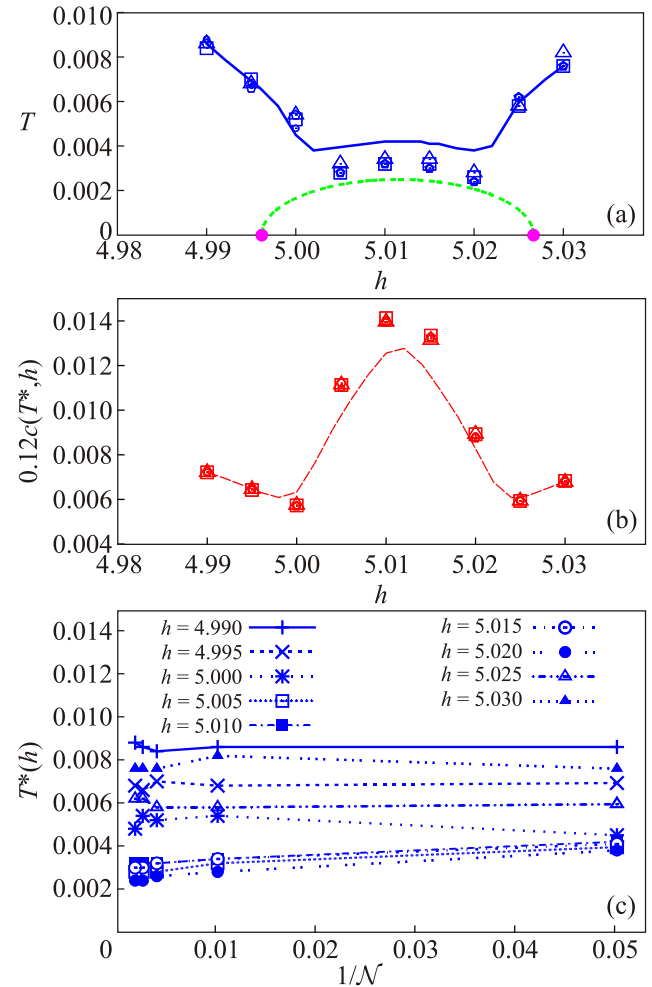 0.010
0.008
0.006
T
0.004
0.002
0
(a)
4.98 4.99 5.00 5.01 5.02 5.03
h
0.014
0.012
0.010
0.12c(T*,h)
0.008
0.006
(b)
0.004
4.98 4.99 5.00 5.01 5.02 5.03
h
0.014
h = 4.990 h = 5.015
h = 4.995 h = 5.020
0.012
h = 5.000 h = 5.025
h = 5.005 h = 5.030
0.010
h = 5.010
0.008
T*(h)
0.006
0.004
0.002
(c)
0 0.01 0.02 0.03 0.04 0.05
1/𝒩